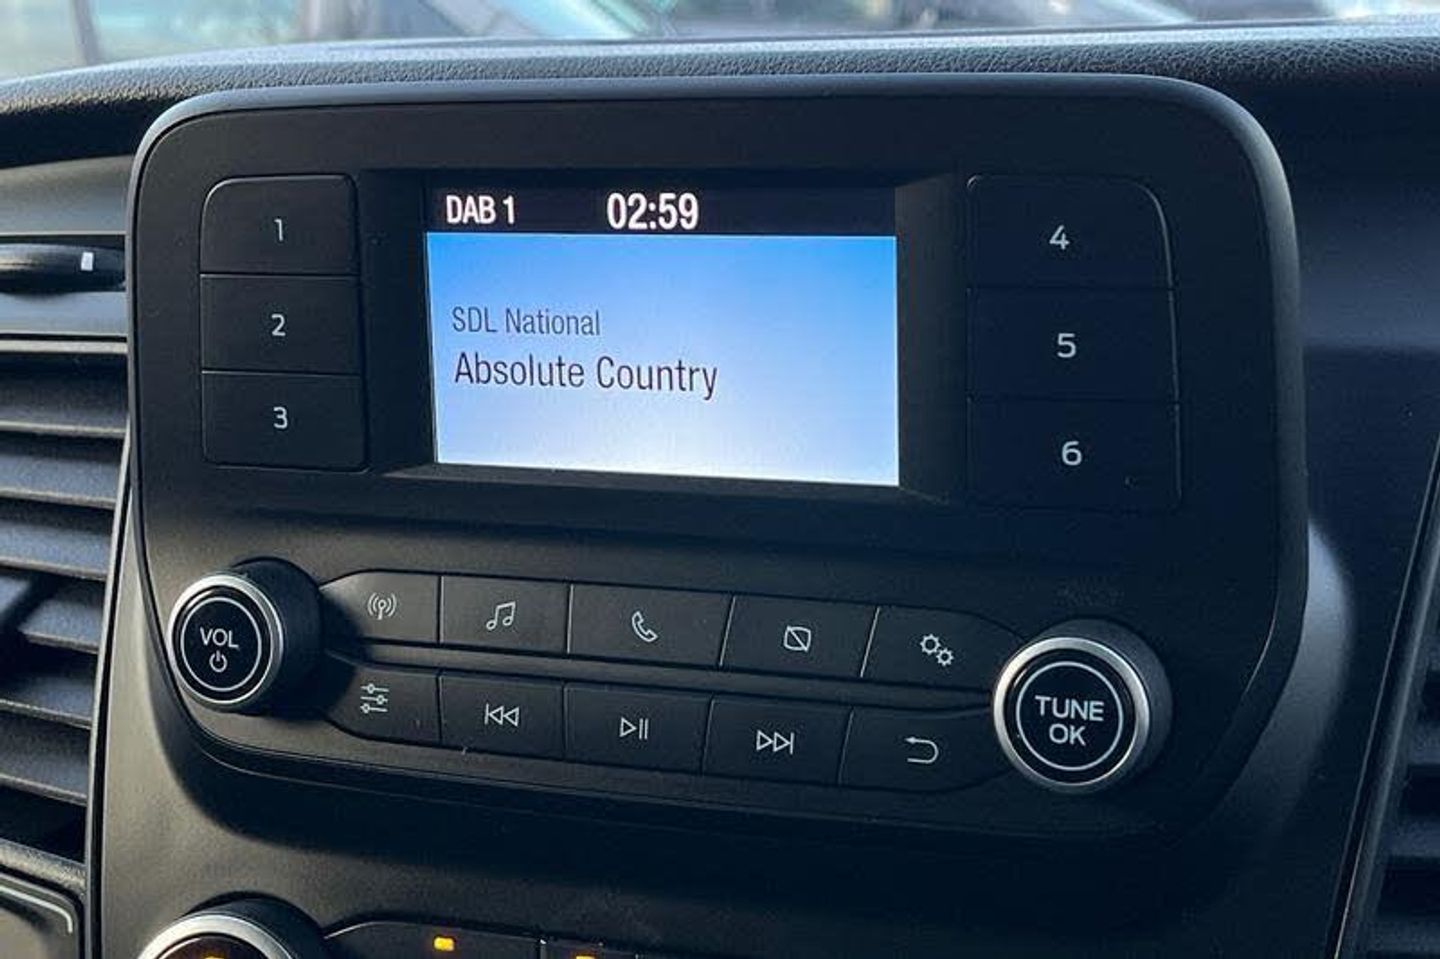 DAB 1 02:59
SDL National
Absolute Country
1
2
3
4
5
6
VOL
TUNE
OK